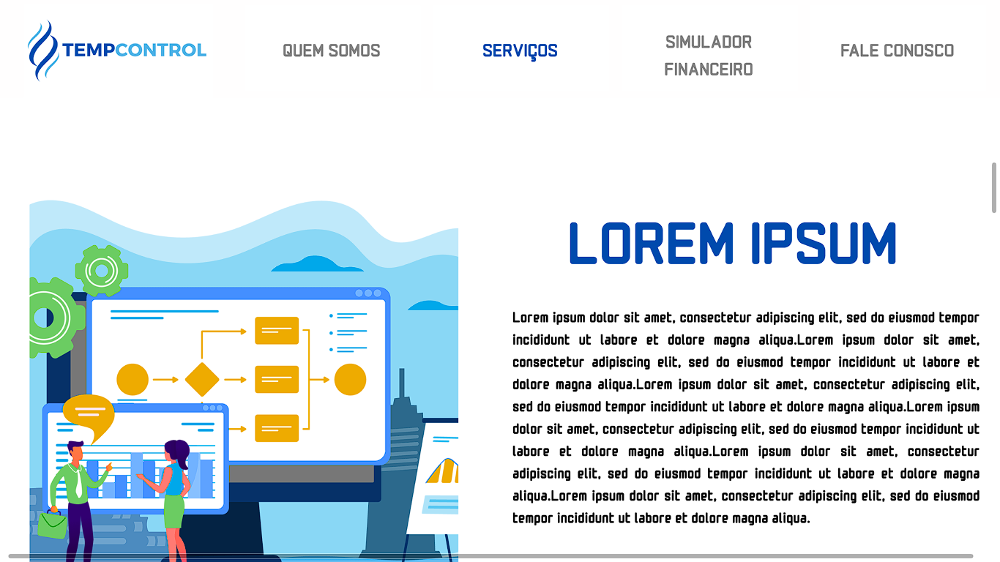 TEMPCONTROL
QUEM SOMOS
SERVIÇOS
SIMULADOR
FINANCEIRO
FALE CONOSCO
LOREM IPSUM
Lorem ipsum dolor sit amet, consectetur adipiscing elit, sed do eiusmod tempor
incididunt ut labore et dolore magna aliqua.Lorem ipsum dolor sit amet,
consectetur adipiscing elit, sed do eiusmod tempor incididunt ut labore et
dolore magna aliqua.Lorem ipsum dolor sit amet, consectetur adipiscing elit,
sed do eiusmod tempor incididunt ut labore et dolore magna aliqua.Lorem ipsum
dolor sit amet, consectetur adipiscing elit, sed do eiusmod tempor incididunt ut
labore et dolore magna aliqua.Lorem ipsum dolor sit amet, consectetur
adipiscing elit, sed do eiusmod tempor incididunt ut labore et dolore magna
aliqua.Lorem ipsum dolor sit amet, consectetur adipiscing elit, sed do eiusmod
tempor incididunt ut labore et dolore magna aliqua.